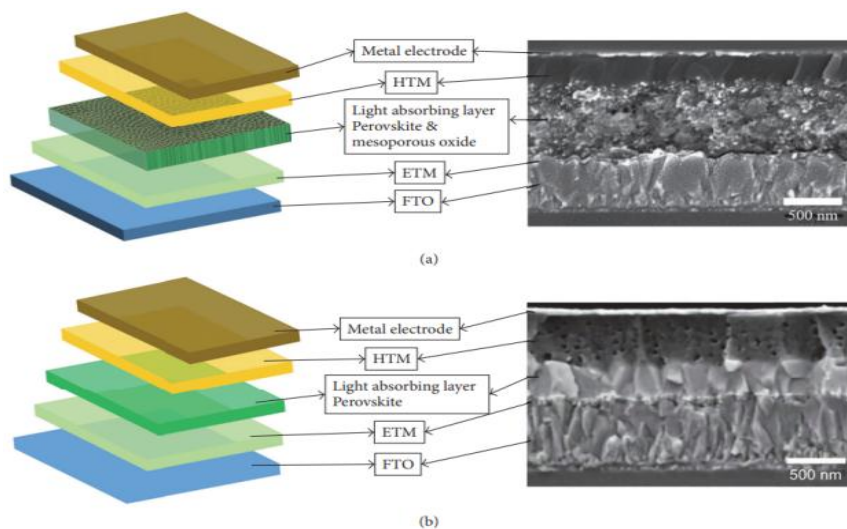 Metal electrode
HTM
Light absorbing layer
Perovskite &
mesoporous oxide
ETM
FTO
500 nm
(a)
Metal electrode
HTM
Light absorbing layer
Perovskite
ETM
FTO
500 nm
(b)